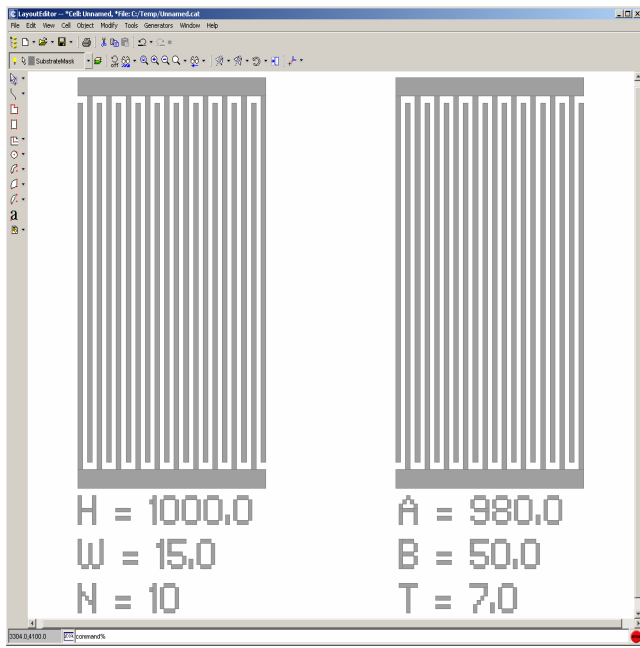 LayoutEditor -- *Cell: Unnamed, *File: C:/Temp/Unnamed.cat
File Edit View Cell Object Modify Tools Generators Window Help
SubstrateMask
off
a
H = 1000.0
A = 980.0
W = 15.0
B = 50.0
N = 10
T = 7.0
3304.0,4100.0
command%